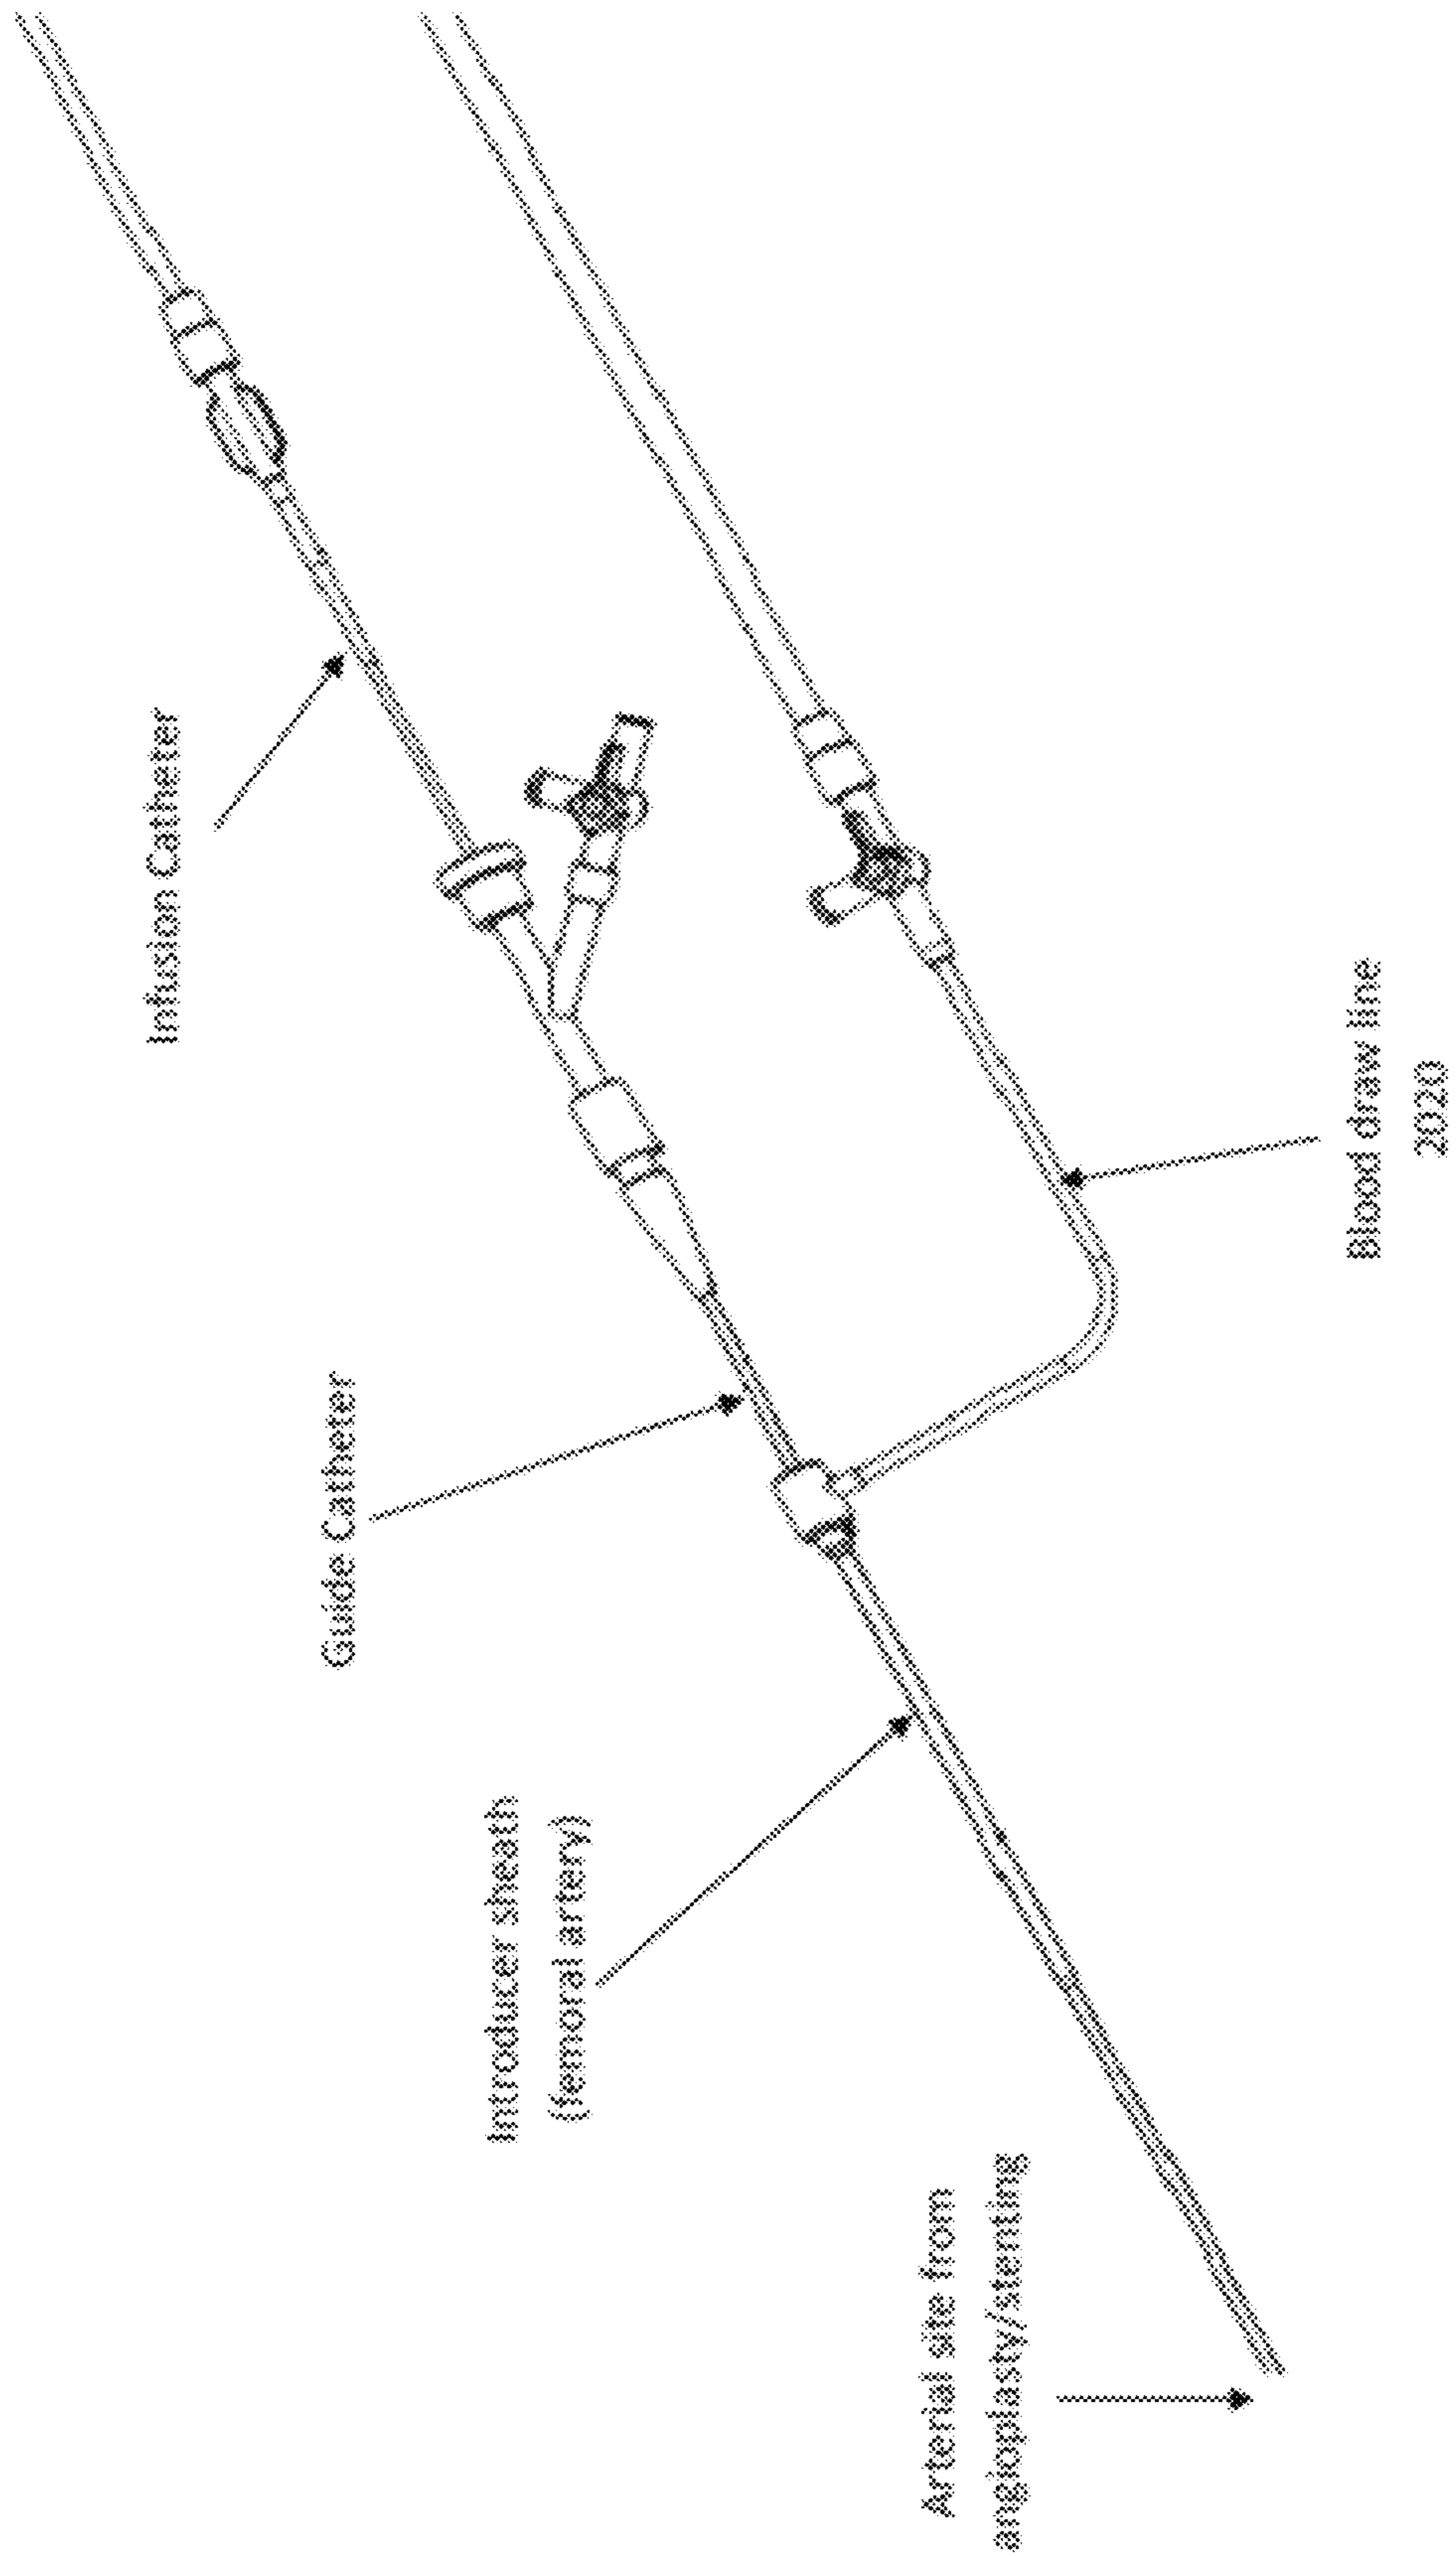 Infusion Catheter
Guide Catheter
Introducer sheath
(femoral artery)
Arterial site from
angioplasty/stenting
Blood draw line
2020